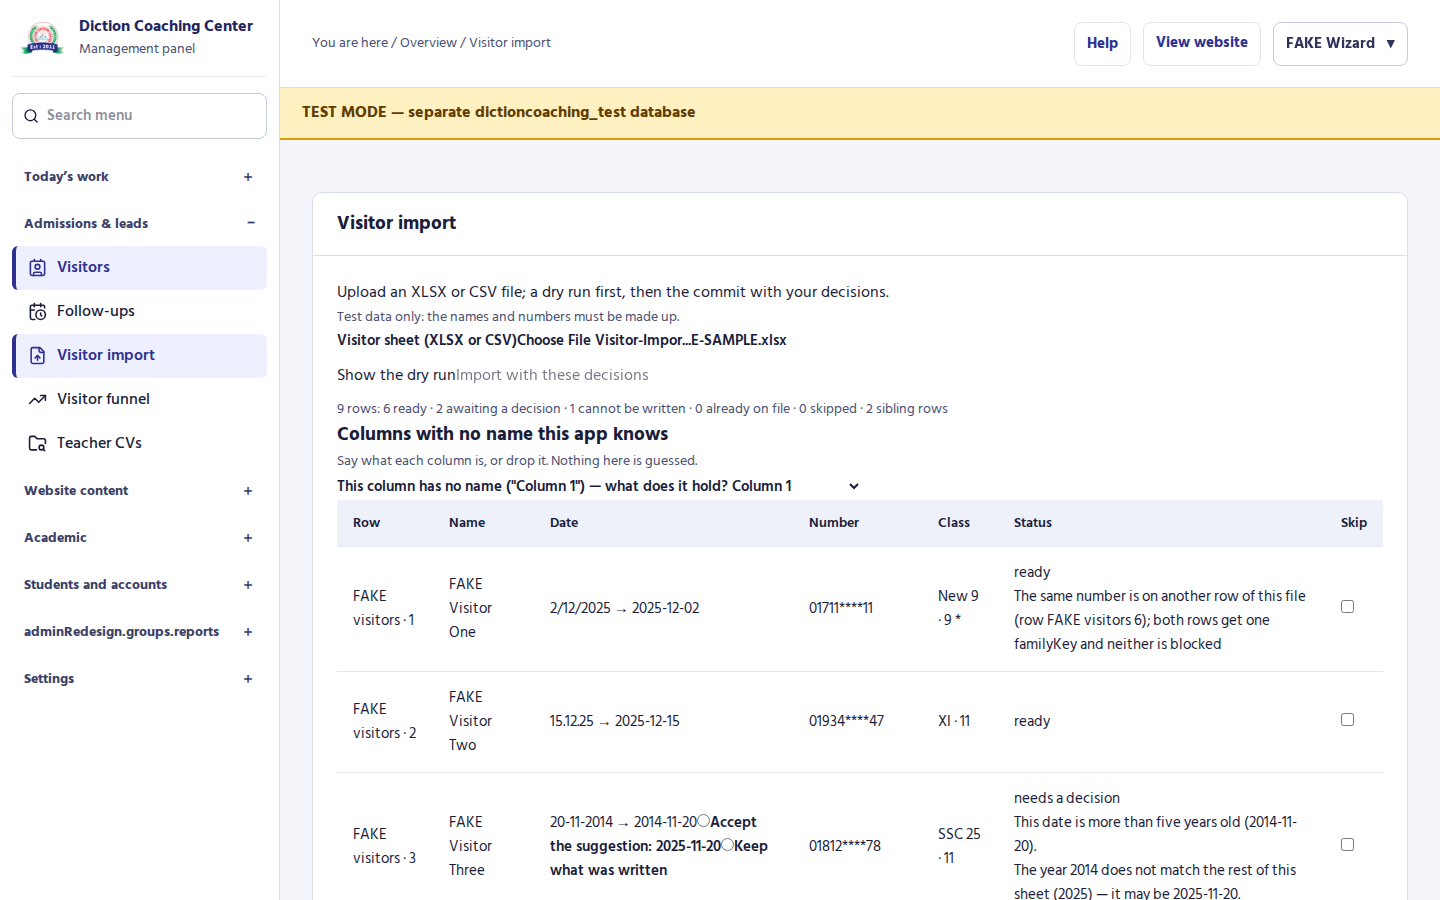 Diction Coaching Center
Management panel
Est : 2011
Search menu
Today's work +
Admissions & leads −
Visitors
Follow-ups
Visitor import
Visitor funnel
Teacher CVs
Website content +
Academic +
Students and accounts +
adminRedesign.groups.reports +
Settings +
You are here / Overview / Visitor import
Help
View website
FAKE Wizard ▼
TEST MODE — separate dictioncoaching_test database
Visitor import
Upload an XLSX or CSV file; a dry run first, then the commit with your decisions.
Test data only: the names and numbers must be made up.
Visitor sheet (XLSX or CSV)Choose File Visitor-Impor...E-SAMPLE.xlsx
Show the dry runImport with these decisions
9 rows: 6 ready · 2 awaiting a decision · 1 cannot be written · 0 already on file · 0 skipped · 2 sibling rows
Columns with no name this app knows
Say what each column is, or drop it. Nothing here is guessed.
This column has no name ("Column 1") — what does it hold? Column 1
Row Name Date Number Class Status Skip
FAKE
visitors · 1
FAKE
Visitor
One
2/12/2025 → 2025-12-02
01711****11
New 9
· 9 *
ready
The same number is on another row of this file
(row FAKE visitors 6); both rows get one
familyKey and neither is blocked
FAKE
visitors · 2
FAKE
Visitor
Two
15.12.25 → 2025-12-15
01934****47
XI · 11
ready
FAKE
visitors · 3
FAKE
Visitor
Three
20-11-2014 → 2014-11-20 Accept
the suggestion: 2025-11-20 Keep
what was written
01812****78
SSC 25
· 11
needs a decision
This date is more than five years old (2014-11-
20).
The year 2014 does not match the rest of this
sheet (2025) — it may be 2025-11-20.